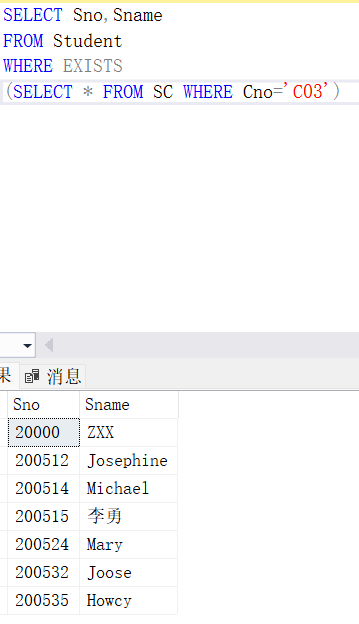 SELECT Sno,Sname
FROM Student
WHERE EXISTS
(SELECT * FROM SC WHERE Cno='C03')
果 消息
Sno Sname
20000 ZXX
200512 Josephine
200514 Michael
200515 李勇
200524 Mary
200532 Joose
200535 Howcy